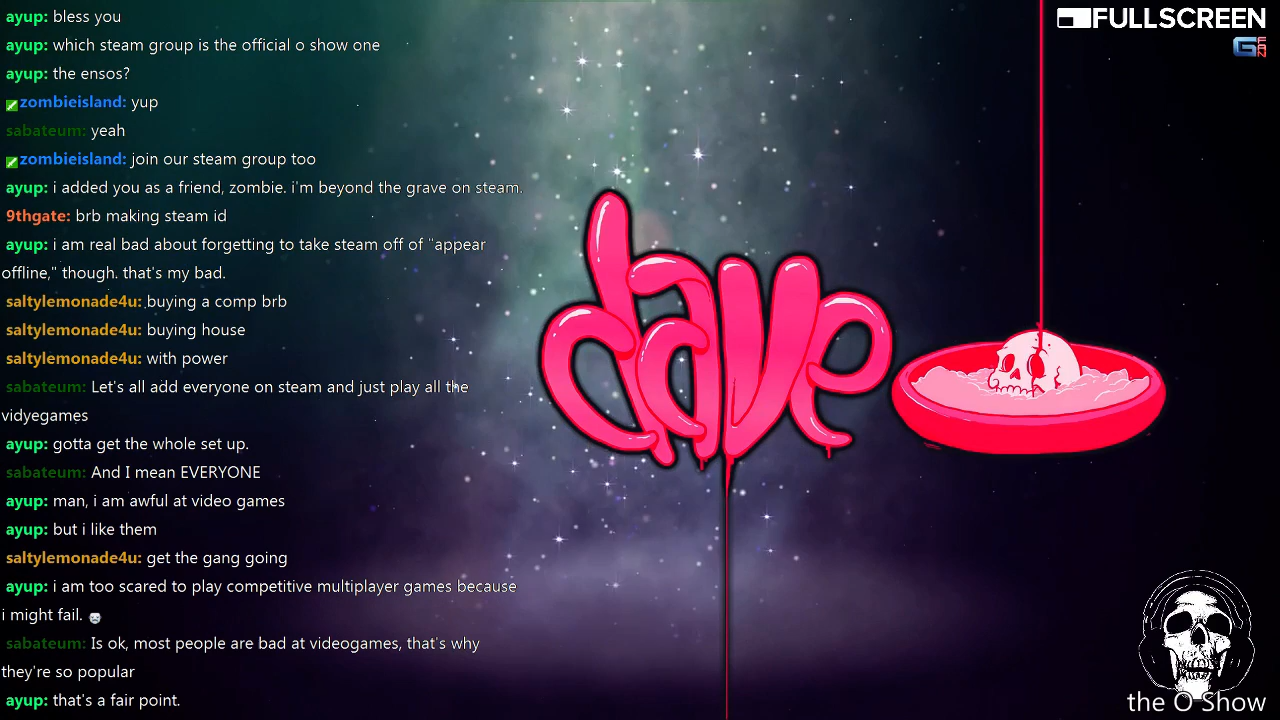 ayup: bless you
ayup: which steam group is the official o show one
ayup: the ensos?
zombieisland: yup
sabateum: yeah
zombieisland: join our steam group too
ayup: i added you as a friend, zombie. i'm beyond the grave on steam.
9thgate: brb making steam id
ayup: i am real bad about forgetting to take steam off of "appear
offline," though. that's my bad.
saltylemonade4u: buying a comp brb
saltylemonade4u: buying house
saltylemonade4u: with power
sabateum: Let's all add everyone on steam and just play all the
vidyegames
ayup: gotta get the whole set up.
sabateum: And I mean EVERYONE
ayup: man, i am awful at video games
ayup: but i like them
saltylemonade4u: get the gang going
ayup: i am too scared to play competitive multiplayer games because
i might fail.
sabateum: Is ok, most people are bad at videogames, that's why
they're so popular
ayup: that's a fair point.
dave
FULLSCREEN
G FAN
the O Show